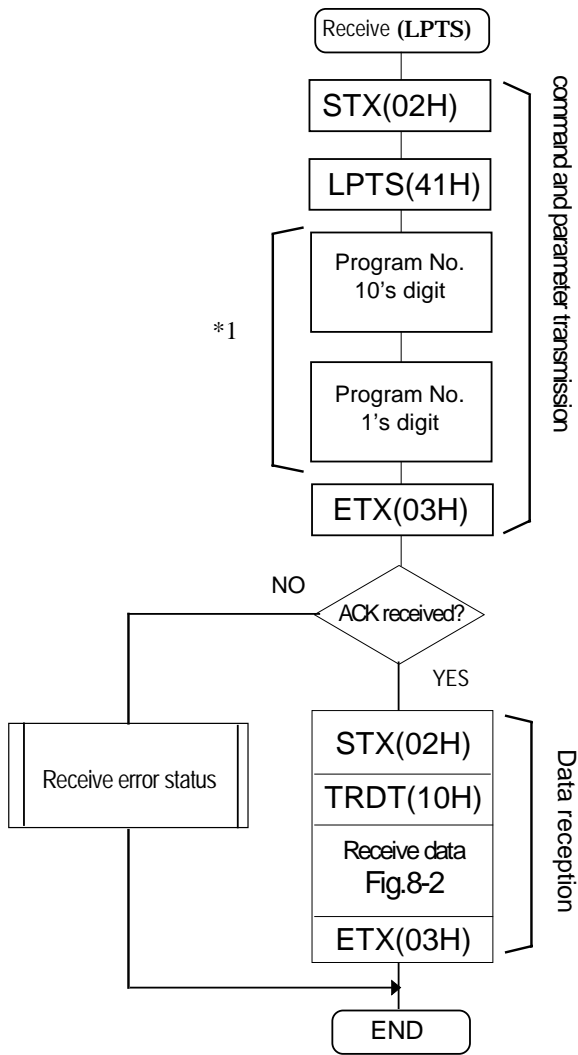 Receive (LPTS)
STX(02H)
LPTS(41H)
Program No.
10's digit
*1
Program No.
1's digit
ETX(03H)
command and parameter transmission
NO
ACK received?
YES
Receive error status
STX(02H)
TRDT(10H)
Receive data
Fig.8-2
ETX(03H)
Data reception
END